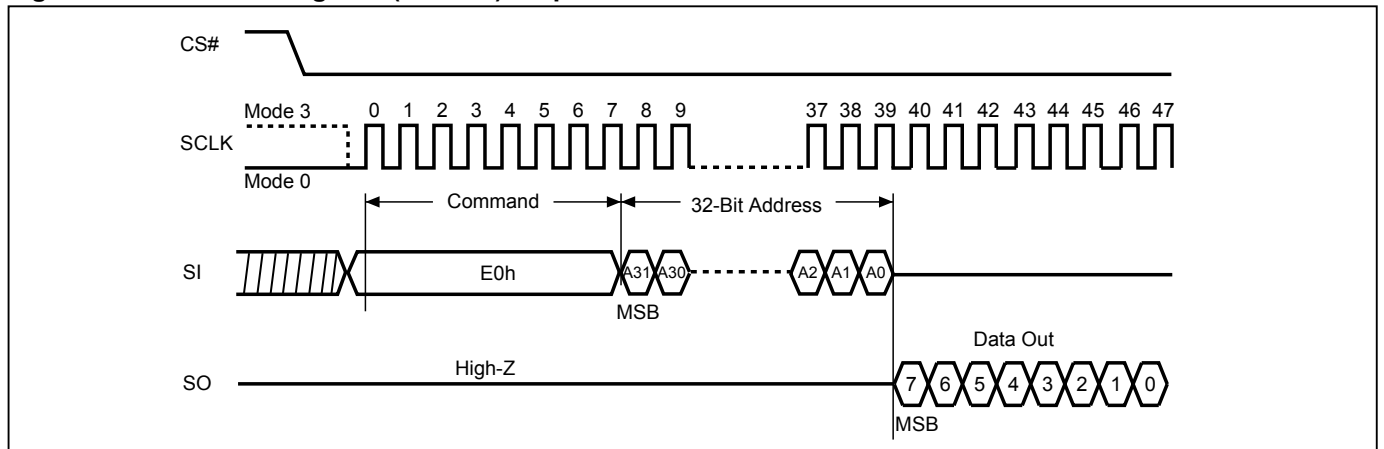 CS#
Mode 3
0 1 2 3 4 5 6 7 8 9 37 38 39 40 41 42 43 44 45 46 47
SCLK
Mode 0
Command
32-Bit Address
SI
E0h
A31 A30 A2 A1 A0
MSB
Data Out
High-Z
SO
7 6 5 4 3 2 1 0
MSB